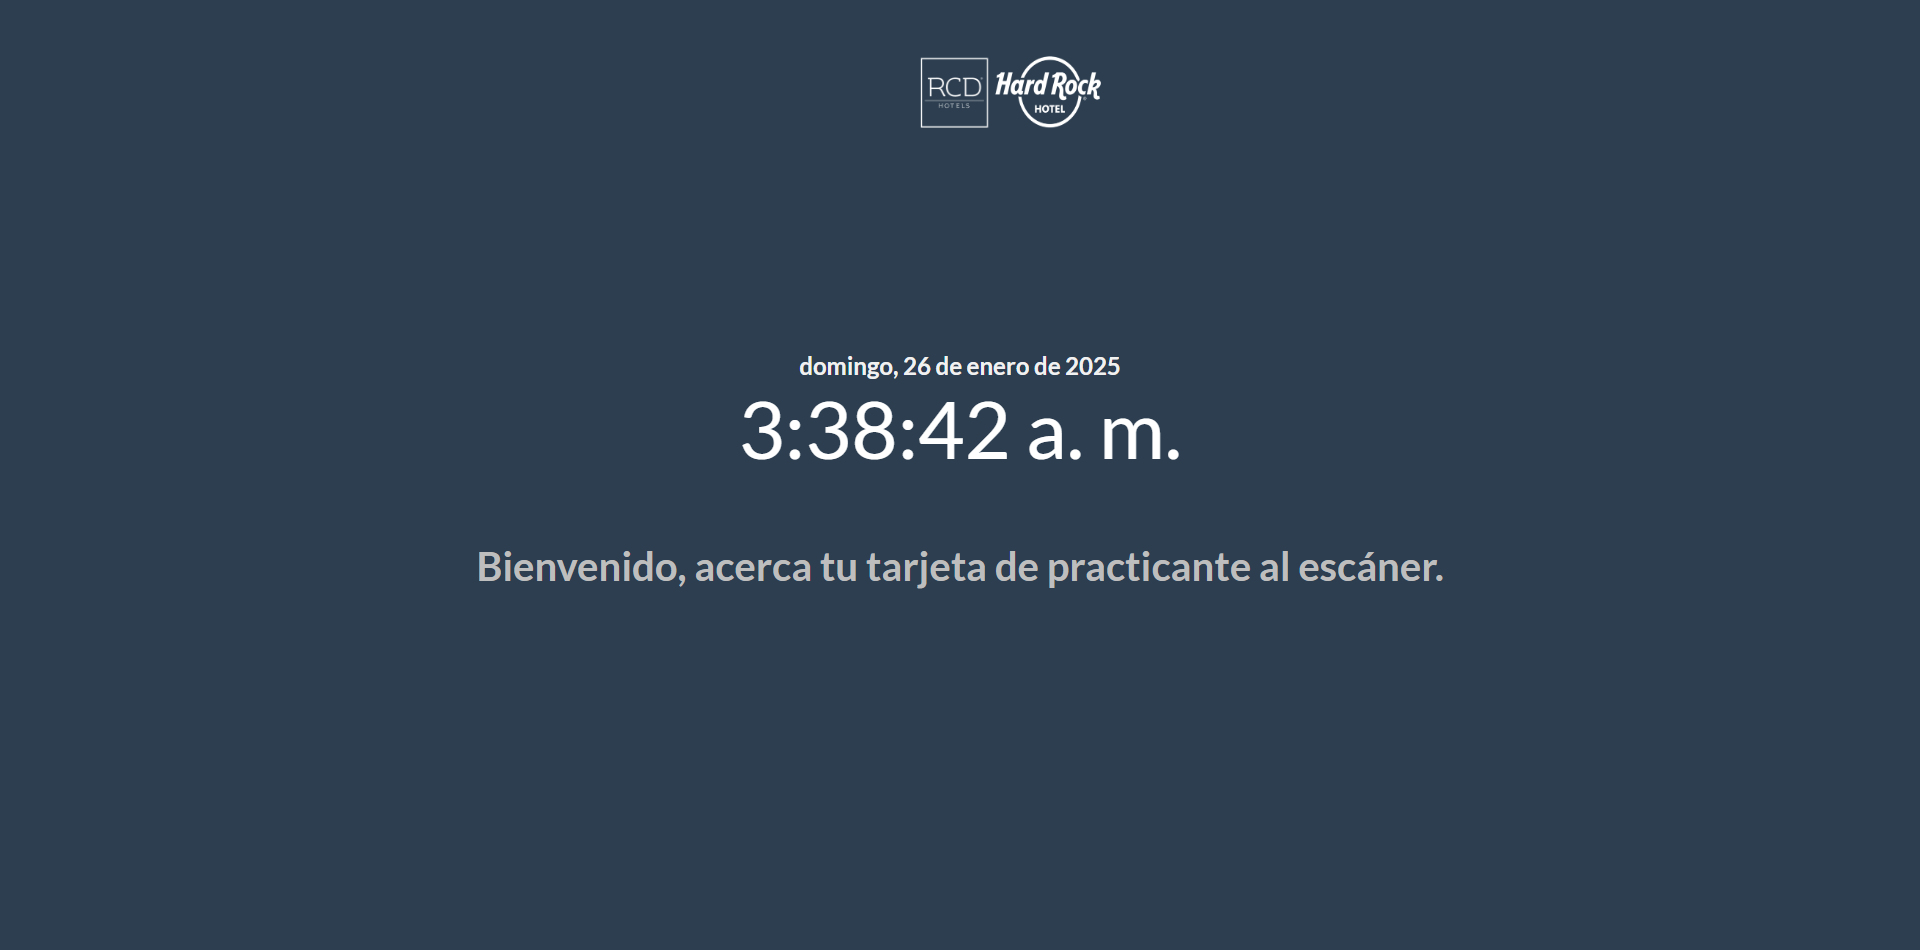 RCD
HOTELS
Hard Rock
HOTEL
domingo, 26 de enero de 2025
3:38:42 a. m.
Bienvenido, acerca tu tarjeta de practicante al escáner.